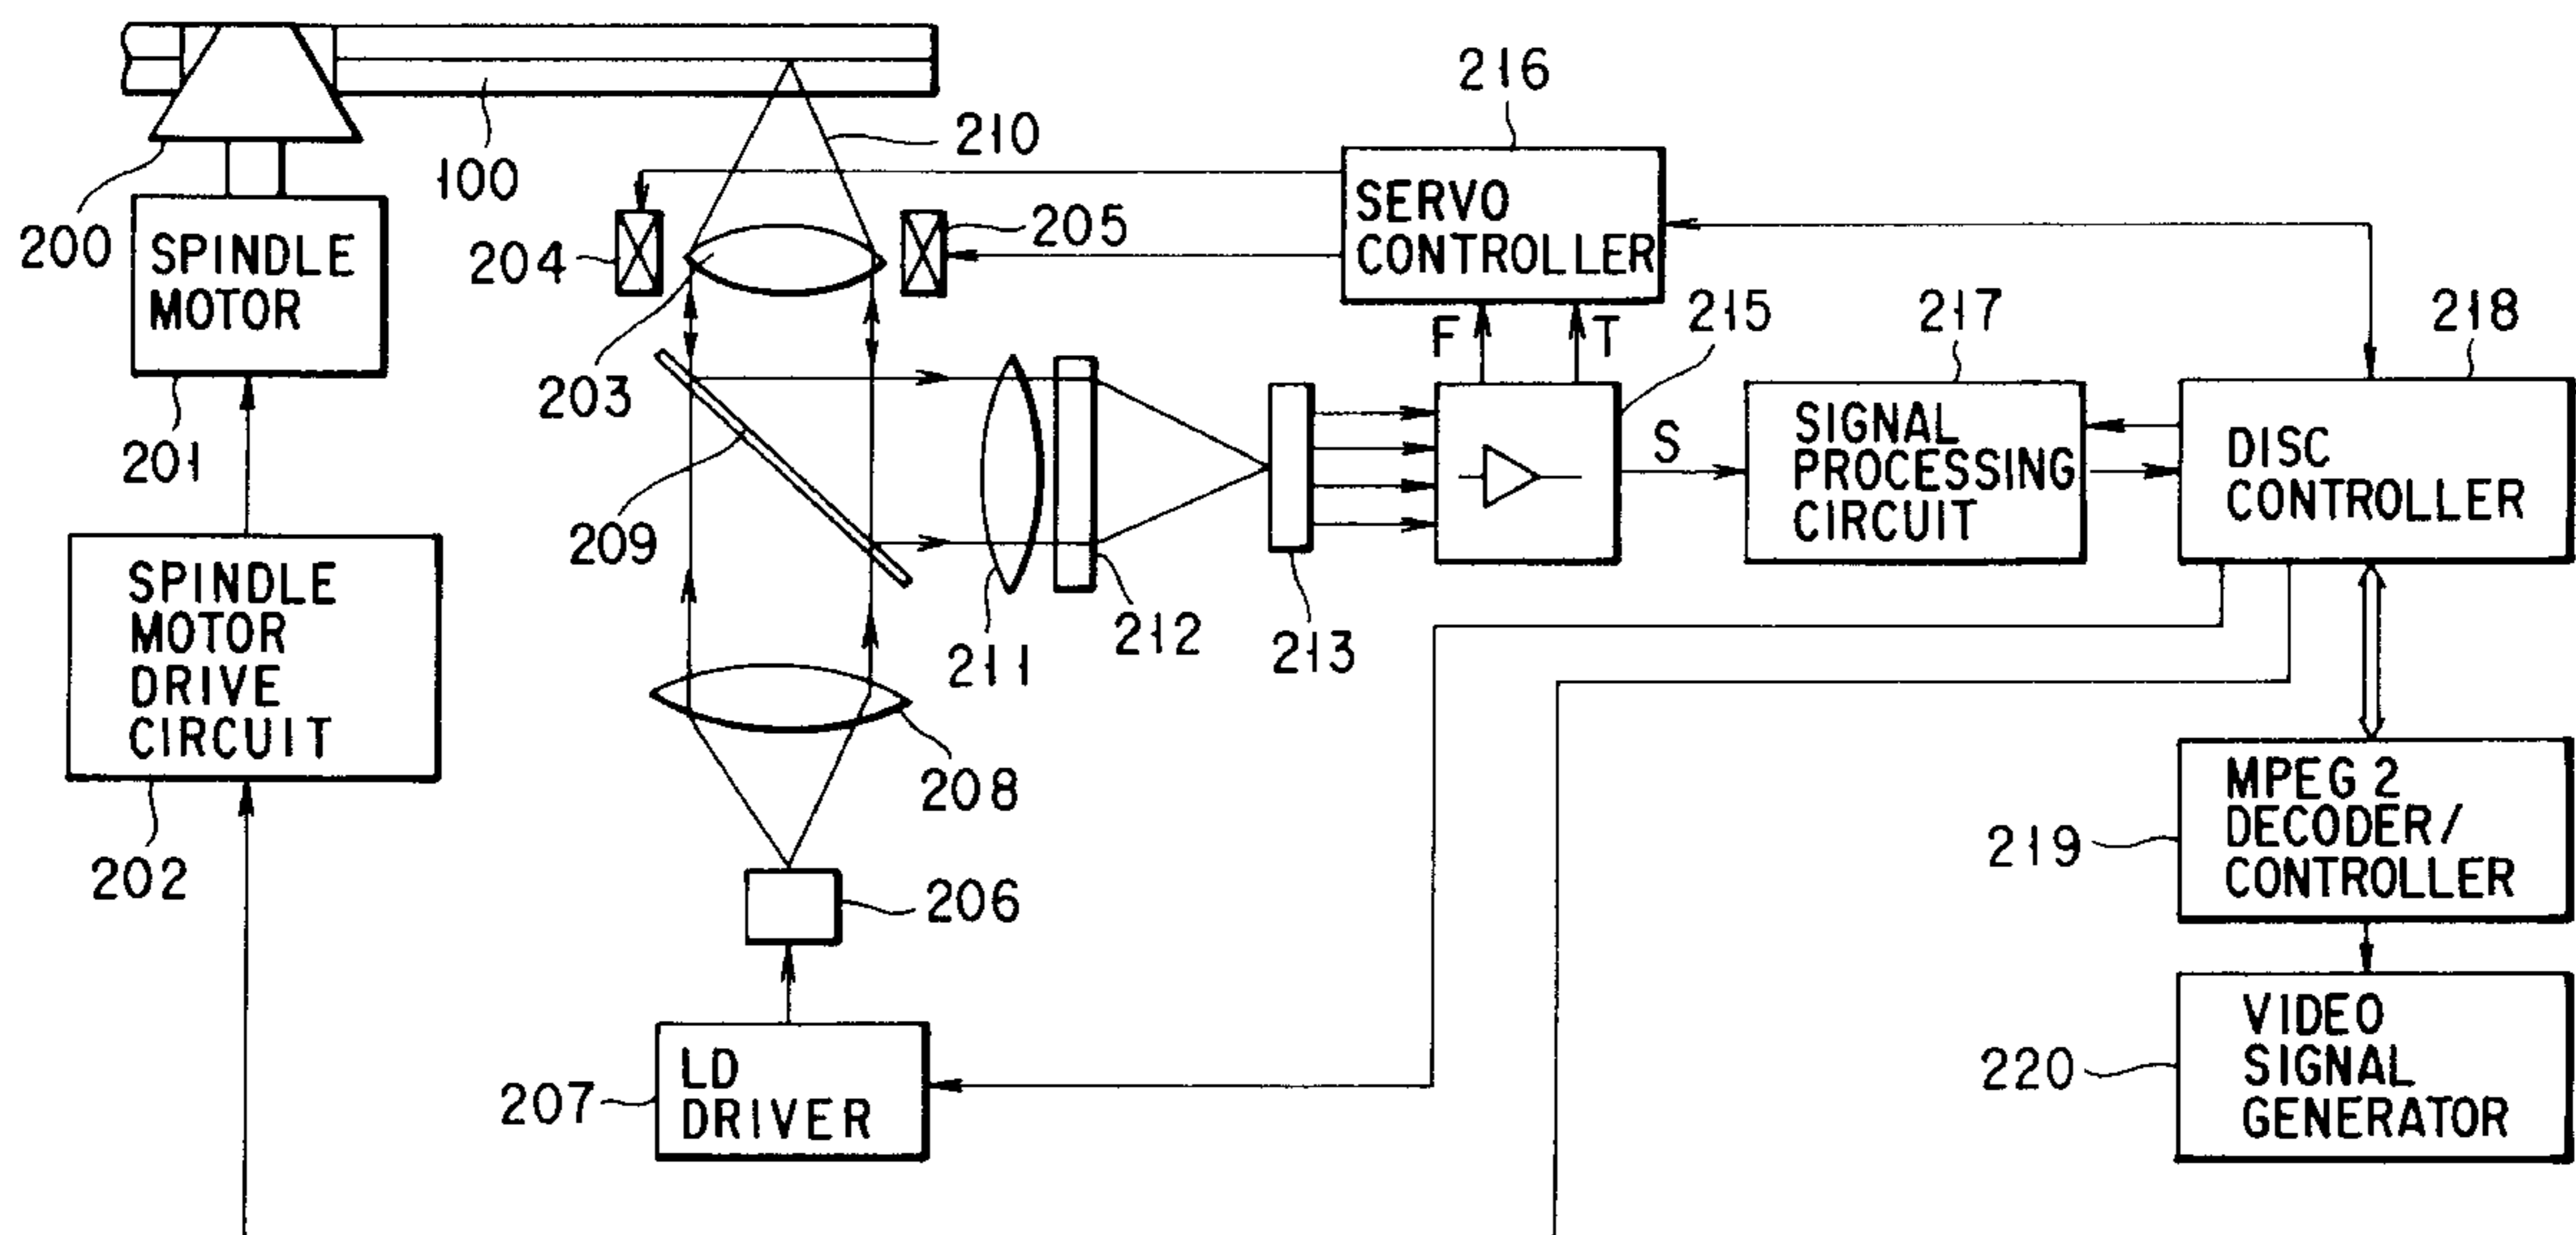 216
210
100
SERVO
CONTROLLER
205
204
200
SPINDLE
MOTOR
F
T
215
217
218
203
201
209
SIGNAL
PROCESSING
CIRCUIT
S
DISC
CONTROLLER
SPINDLE
MOTOR
DRIVE
CIRCUIT
211
212
213
208
202
206
MPEG 2
DECODER/
CONTROLLER
219
LD
DRIVER
207
VIDEO
SIGNAL
GENERATOR
220